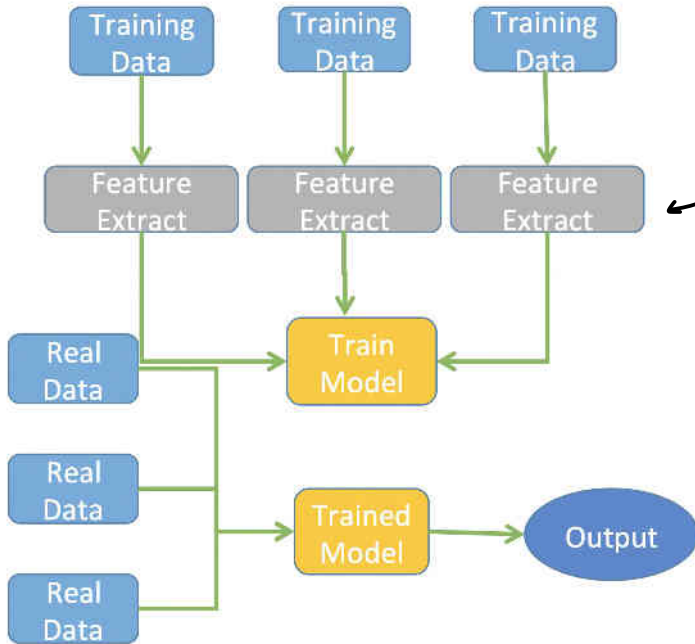 Training
Data
Training
Data
Training
Data
Feature
Extract
Feature
Extract
Feature
Extract
Train
Model
Real
Data
Real
Data
Trained
Model
Output
Real
Data